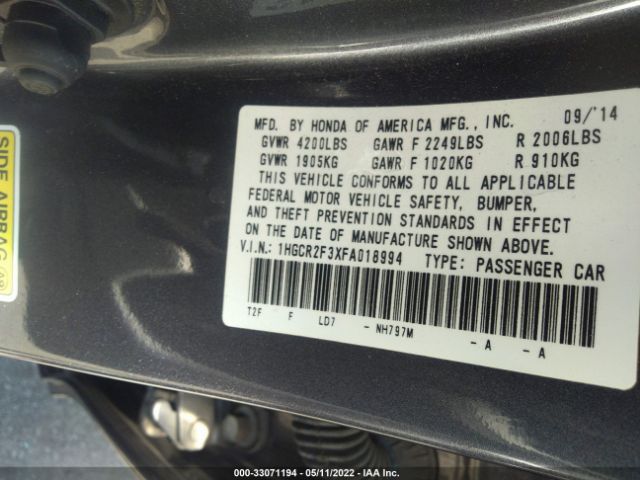 SIDE AIRBAG
MFD. BY HONDA OF AMERICA MFG., INC. 09/'14
GVWR 4200LBS GAWR F 2249LBS R 2006LBS
GVWR 1905KG GAWR F 1020KG R 910KG
THIS VEHICLE CONFORMS TO ALL APPLICABLE
FEDERAL MOTOR VEHICLE SAFETY, BUMPER,
AND THEFT PREVENTION STANDARDS IN EFFECT
ON THE DATE OF MANUFACTURE SHOWN ABOVE.
V.I.N.: 1HGCR2F3XFA018994 TYPE: PASSENGER CAR
T2F F LD7 - NH797M - A - A
000-33071194 - 05/11/2022 - IAA Inc.